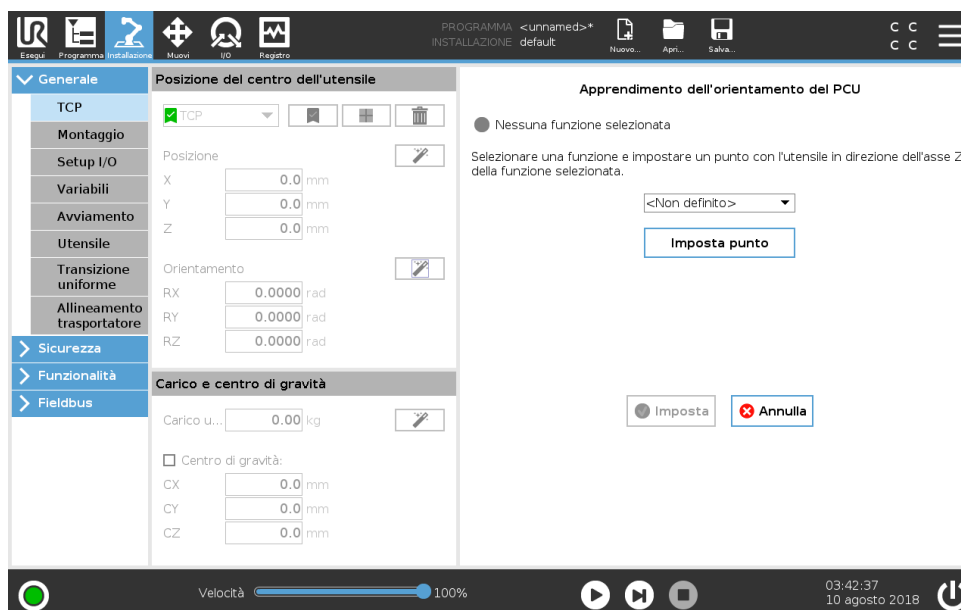 PROGRAMMA <unnamed>*
INSTALLAZIONE default
Esegui
Programma
Installazione
Muovi
I/O
Registro
Nuovo...
Apri...
Salva...
C C
C C
Generale
TCP
Montaggio
Setup I/O
Variabili
Avviamento
Utensile
Transizione
uniforme
Allineamento
trasportatore
Sicurezza
Funzionalità
Fieldbus
Posizione del centro dell'utensile
TCP
Posizione
X 0.0 mm
Y 0.0 mm
Z 0.0 mm
Orientamento
RX 0.0000 rad
RY 0.0000 rad
RZ 0.0000 rad
Carico e centro di gravità
Carico u... 0.00 kg
Centro di gravità:
CX 0.0 mm
CY 0.0 mm
CZ 0.0 mm
Apprendimento dell'orientamento del PCU
Nessuna funzione selezionata
Selezionare una funzione e impostare un punto con l'utensile in direzione dell'asse Z
della funzione selezionata.
<Non definito>
Imposta punto
Imposta
Annulla
Velocità 100%
03:42:37
10 agosto 2018